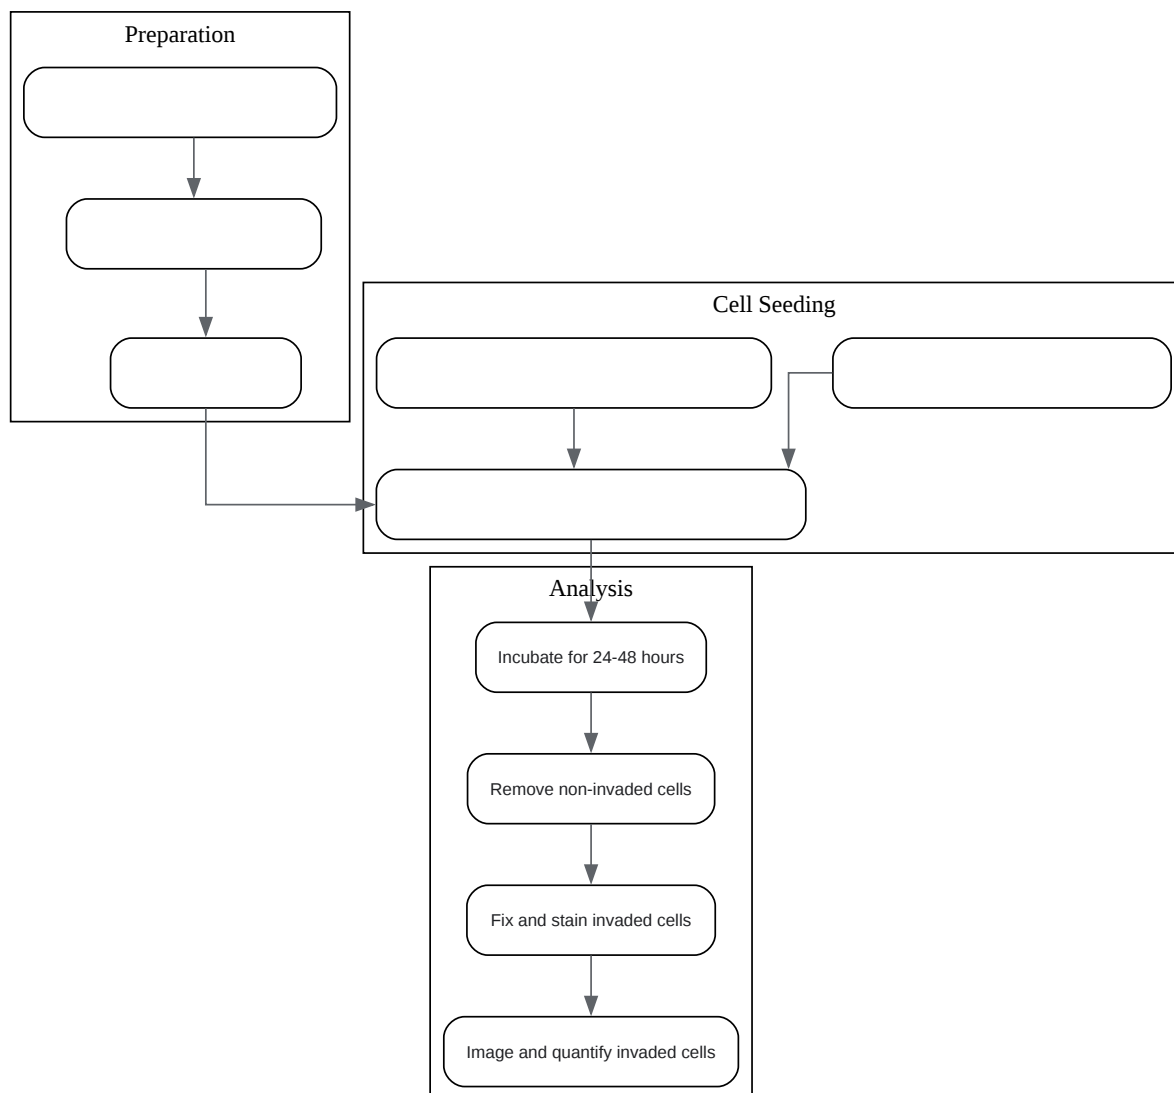 Preparation
Cell Seeding
Analysis
Incubate for 24-48 hours
Remove non-invaded cells
Fix and stain invaded cells
Image and quantify invaded cells